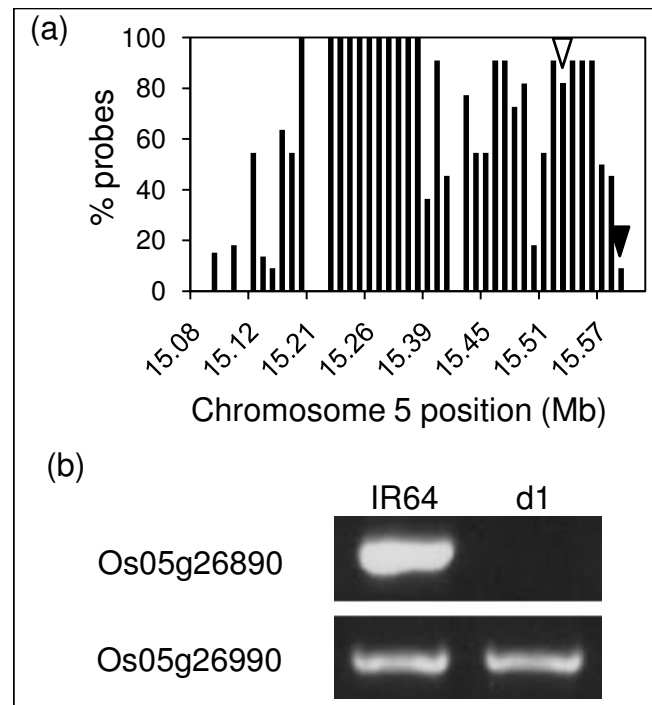 (a)
% probes
100
80
60
40
20
0
15.08
15.12
15.21
15.26
15.39
15.45
15.51
15.57
Chromosome 5 position (Mb)
(b)
IR64 d1
Os05g26890
Os05g26990